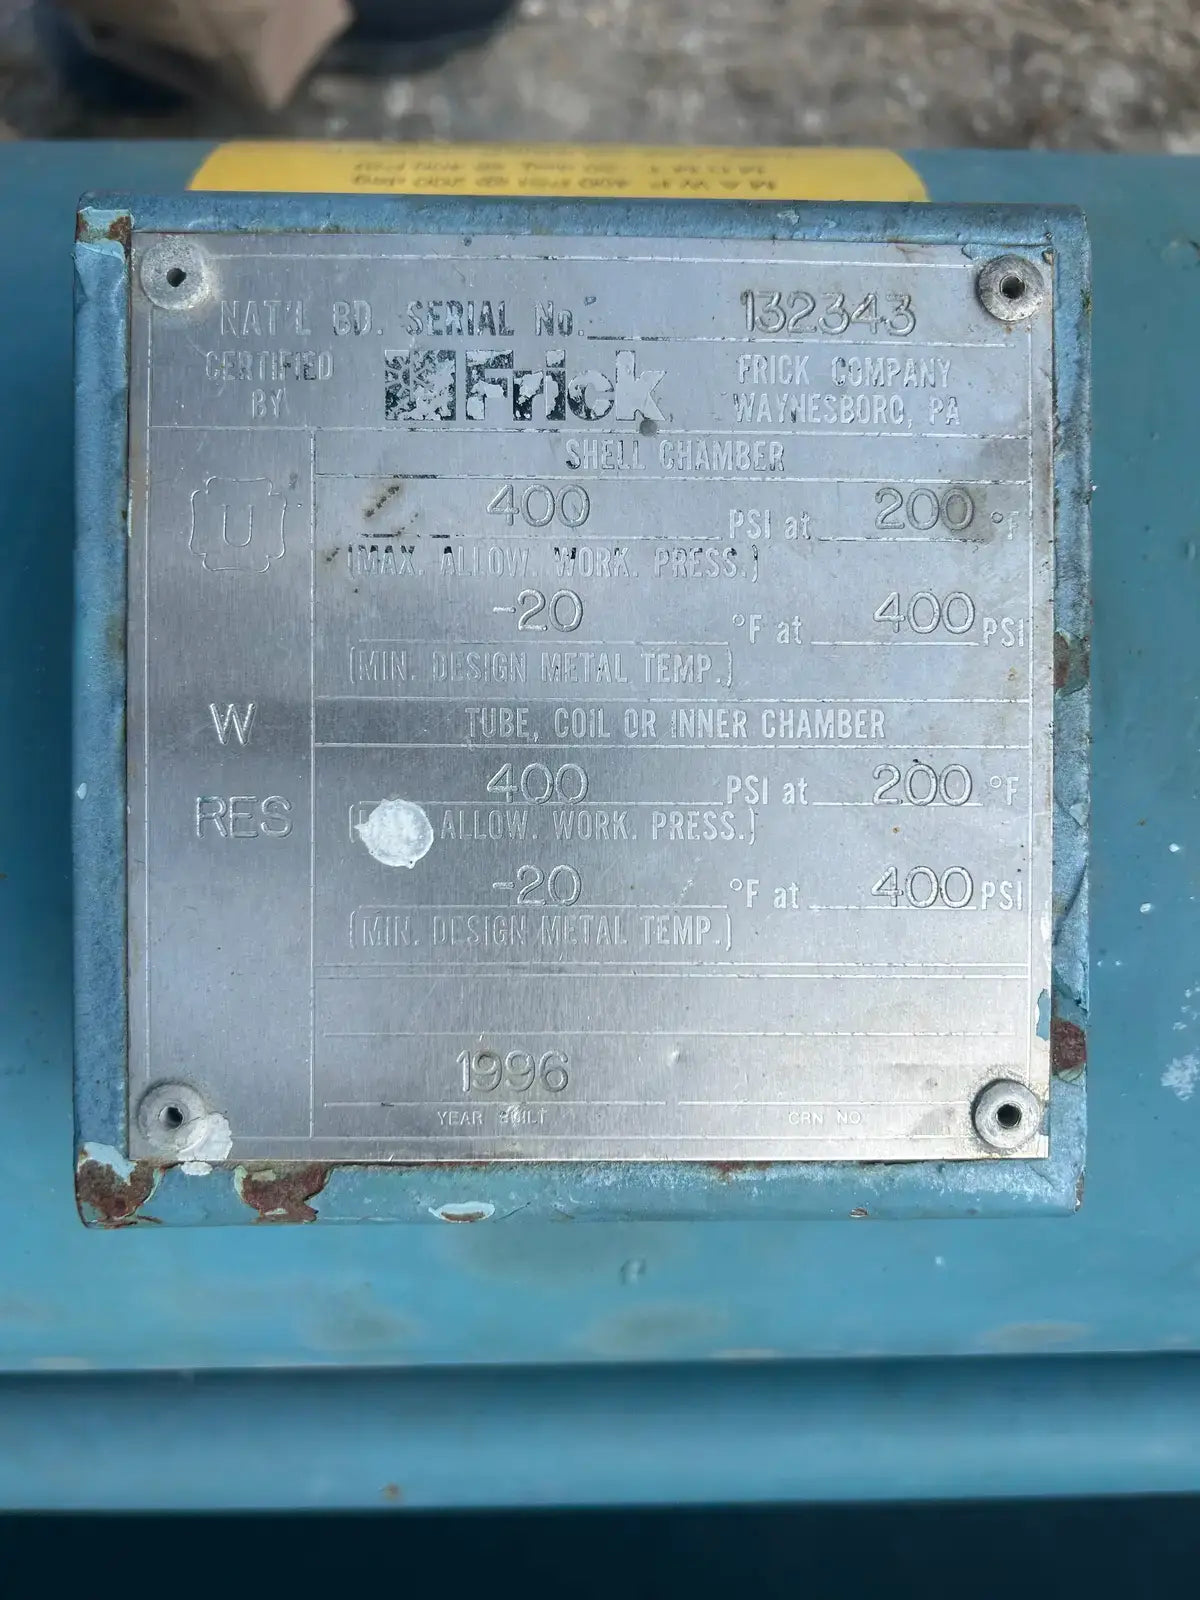 NAT'L BD. SERIAL No. 132343
CERTIFIED BY
Frick
FRICK COMPANY
WAYNESBORO, PA
SHELL CHAMBER
U
400 PSI at 200 °F
(MAX. ALLOW. WORK. PRESS.)
-20 °F at 400 PSI
(MIN. DESIGN METAL TEMP.)
W
TUBE, COIL OR INNER CHAMBER
RES
400 PSI at 200 °F
ALLOW. WORK. PRESS.)
-20 °F at 400 PSI
(MIN. DESIGN METAL TEMP.)
1996
YEAR BUILT
CRN NO.